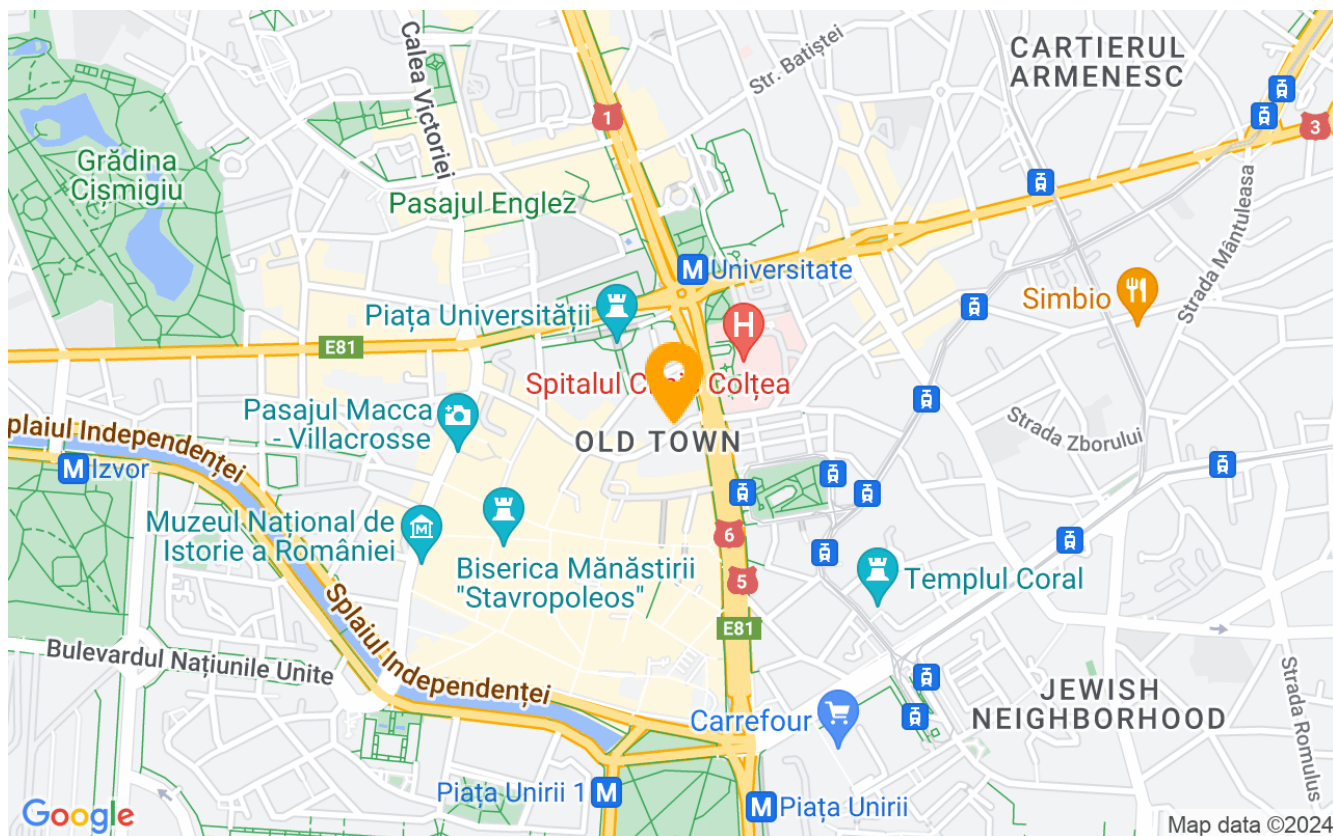 Calea Victoriei
1
Str. Batiștei
CARTIERUL
ARMENESC
3
Grădina
Cișmigiu
Pasajul Englez
Strada Mântuleasa
M Universitate
Simbio
Piața Universității
H
E81
Spitalul Colțea
Pasajul Macca
- Villacrosse
OLD TOWN
Strada Zborului
Splaiul Independenței
M Izvor
Muzeul Național de
Istorie a României
M
6
Biserica Mănăstirii
"Stavropoleos"
5
Templul Coral
E81
Splaiul Independenței
Bulevardul Națiunile Unite
JEWISH
NEIGHBORHOOD
Strada Romulus
Carrefour
Piața Unirii 1 M
M Piața Unirii
Google
Map data ©2024